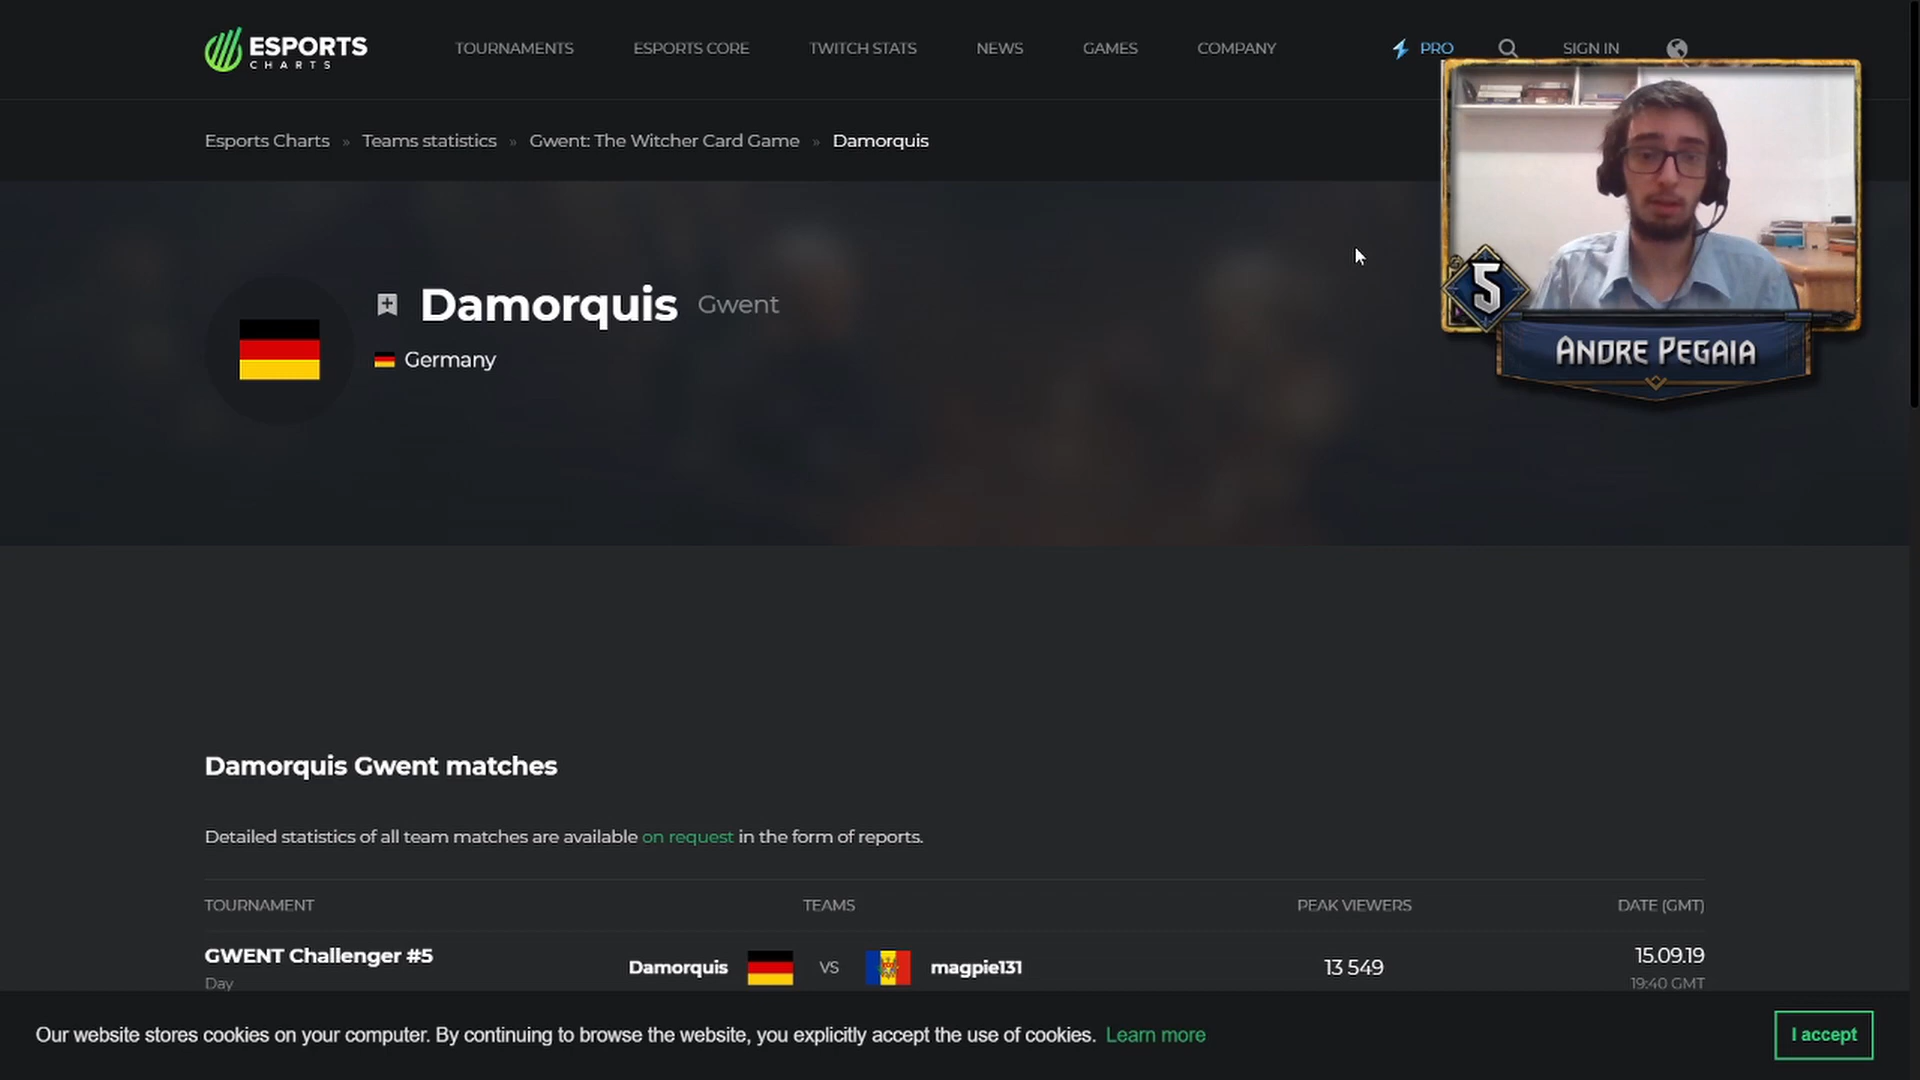 ESPORTS
CHARTS
TOURNAMENTS
ESPORTS CORE
TWITCH STATS
NEWS
GAMES
COMPANY
PRO
SIGN IN
Esports Charts » Teams statistics » Gwent: The Witcher Card Game » Damorquis
Damorquis Gwent
Germany
5
ANDRE PEGAIA
Damorquis Gwent matches
Detailed statistics of all team matches are available on request in the form of reports.
TOURNAMENT TEAMS PEAK VIEWERS DATE (GMT)
GWENT Challenger #5
Day
Damorquis VS magpie131
13 549
15.09.19
19:40 GMT
Our website stores cookies on your computer. By continuing to browse the website, you explicitly accept the use of cookies. Learn more
I accept